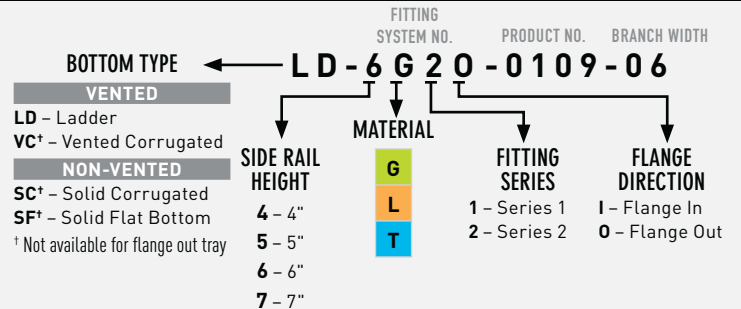 FITTING
SYSTEM NO.
PRODUCT NO.
BRANCH WIDTH
BOTTOM TYPE
LD-6G2O-0109-06
VENTED
LD – Ladder
VC† – Vented Corrugated
NON-VENTED
SC† – Solid Corrugated
SF† – Solid Flat Bottom
† Not available for flange out tray
SIDE RAIL
HEIGHT
4 – 4"
5 – 5"
6 – 6"
7 – 7"
MATERIAL
G
L
T
FITTING
SERIES
1 – Series 1
2 – Series 2
FLANGE
DIRECTION
I – Flange In
O – Flange Out